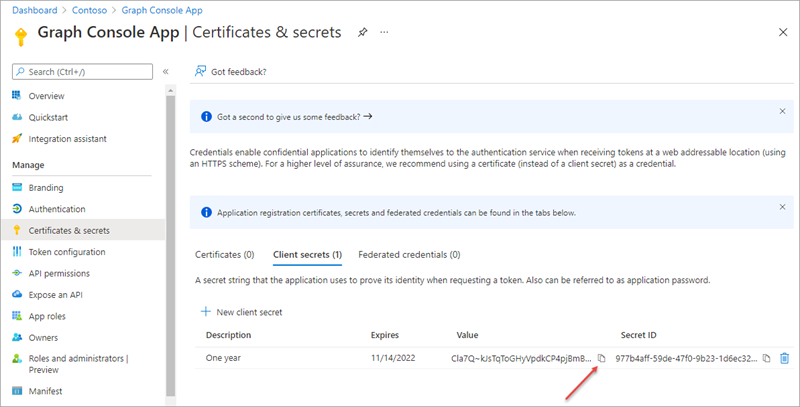 Dashboard > Contoso > Graph Console App
Graph Console App | Certificates & secrets
Search (Ctrl+/)
Overview
Quickstart
Integration assistant
Manage
Branding
Authentication
Certificates & secrets
Token configuration
API permissions
Expose an API
App roles
Owners
Roles and administrators |
Preview
Manifest
Got feedback?
Got a second to give us some feedback?
Credentials enable confidential applications to identify themselves to the authentication service when receiving tokens at a web addressable location (using
an HTTPS scheme). For a higher level of assurance, we recommend using a certificate (instead of a client secret) as a credential.
Application registration certificates, secrets and federated credentials can be found in the tabs below.
Certificates (0) Client secrets (1) Federated credentials (0)
A secret string that the application uses to prove its identity when requesting a token. Also can be referred to as application password.
New client secret
Description Expires Value Secret ID
One year 11/14/2022 Cla7Q~kJsTqToGHyVpdkCP4pjBmB... 977b4aff-59de-47f0-9b23-1d6ec32...